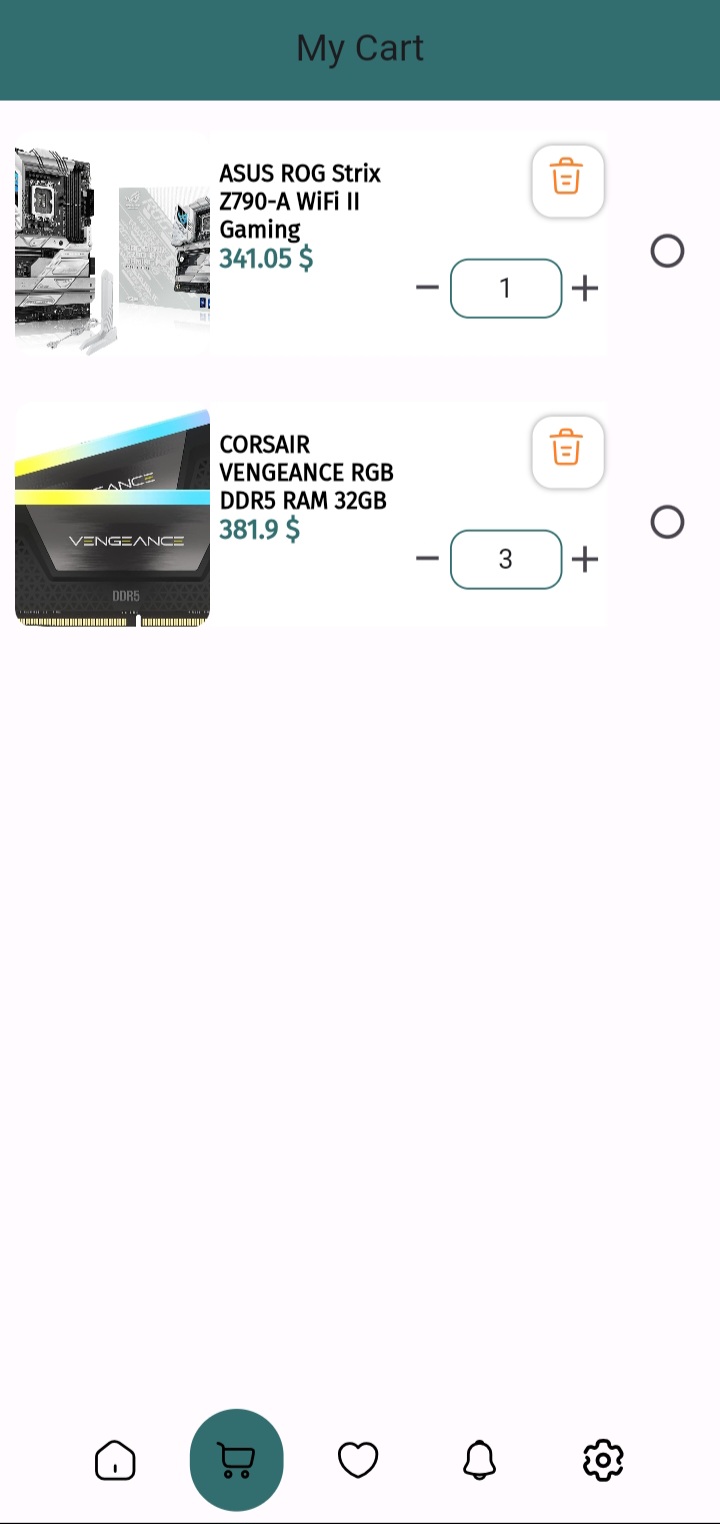 My Cart
ASUS ROG Strix
Z790-A WiFi II
Gaming
341.05 $
1
CORSAIR
VENGEANCE RGB
DDR5 RAM 32GB
381.9 $
3
ANCE
VENGEANCE
DDR5